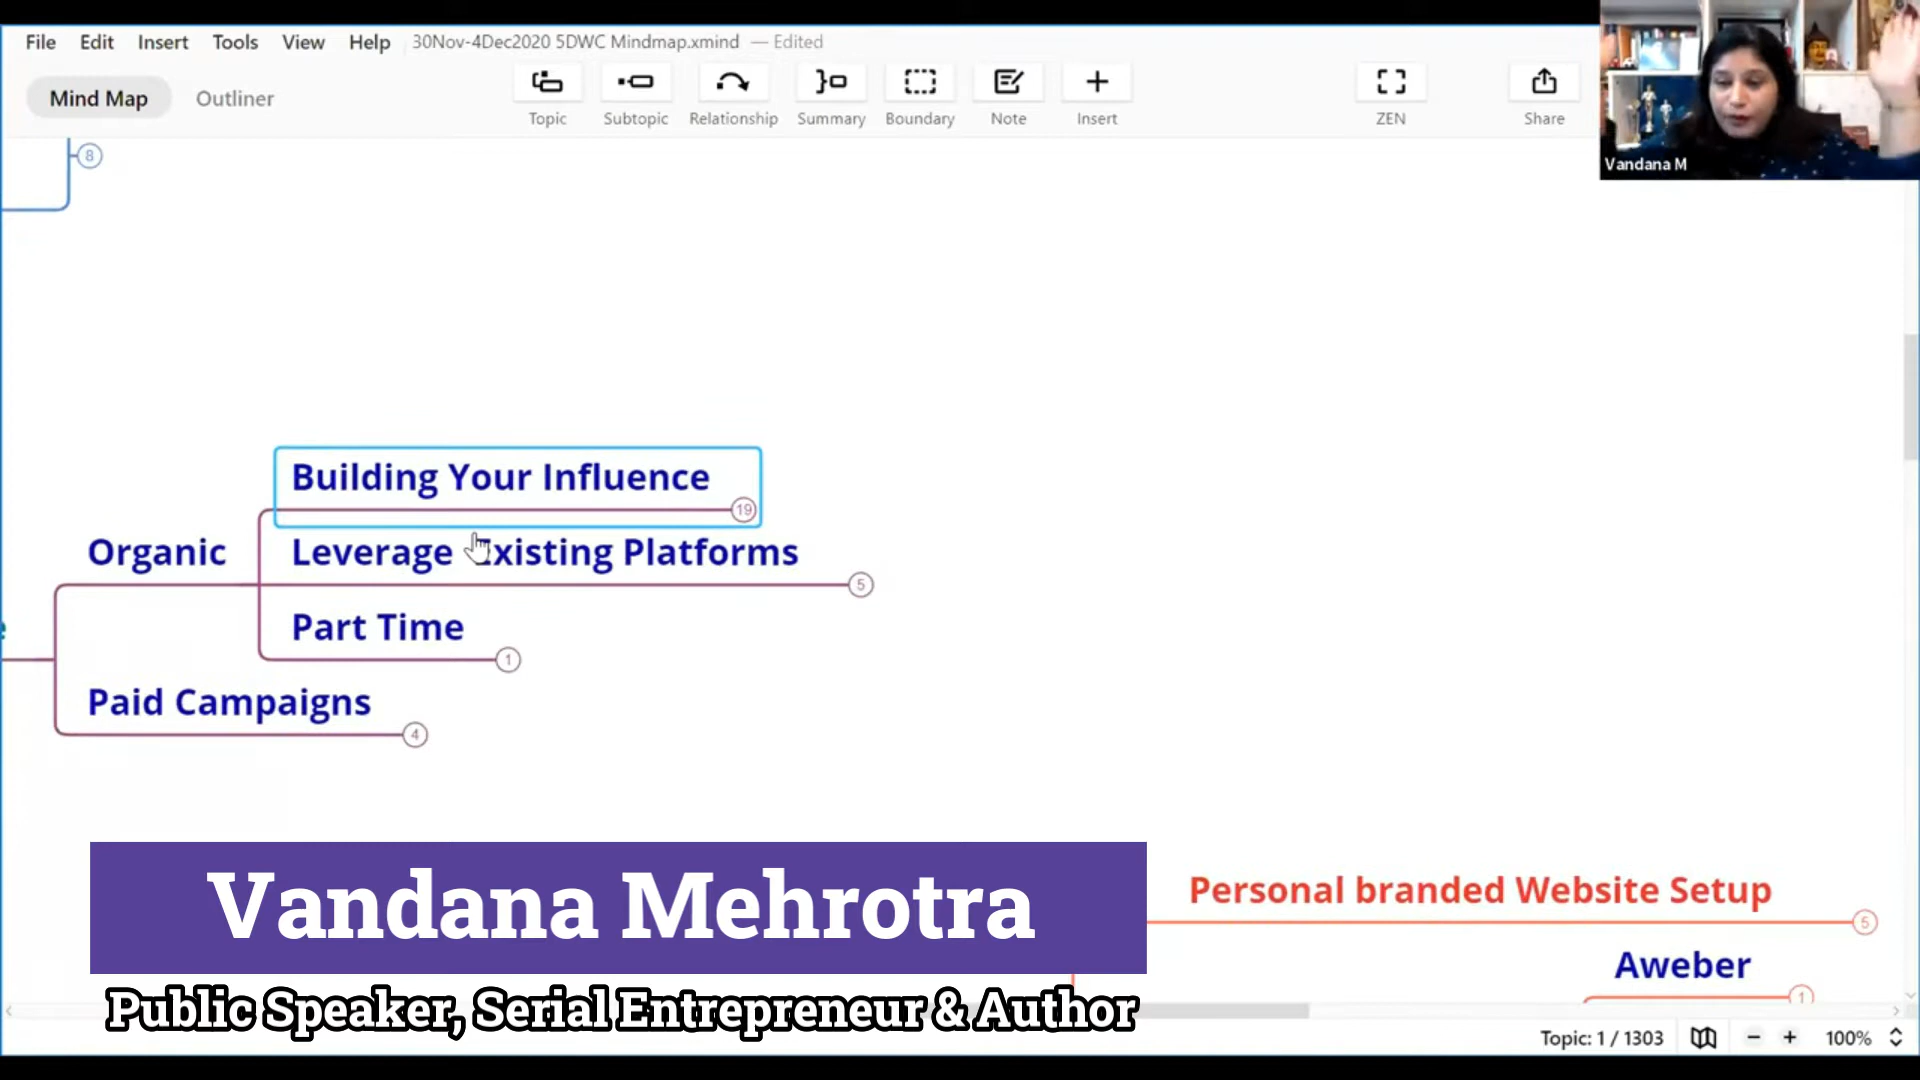 File Edit Insert Tools View Help 30Nov-4Dec2020 5DWC Mindmap.xmind — Edited
Mind Map Outliner
Topic Subtopic Relationship Summary Boundary Note Insert ZEN Share
Vandana M
8
Building Your Influence
19
Organic
Leverage Existing Platforms
5
Part Time
1
Paid Campaigns
4
Vandana Mehrotra
Public Speaker, Serial Entrepreneur & Author
Personal branded Website Setup
5
Aweber
1
Topic: 1 / 1303 100%